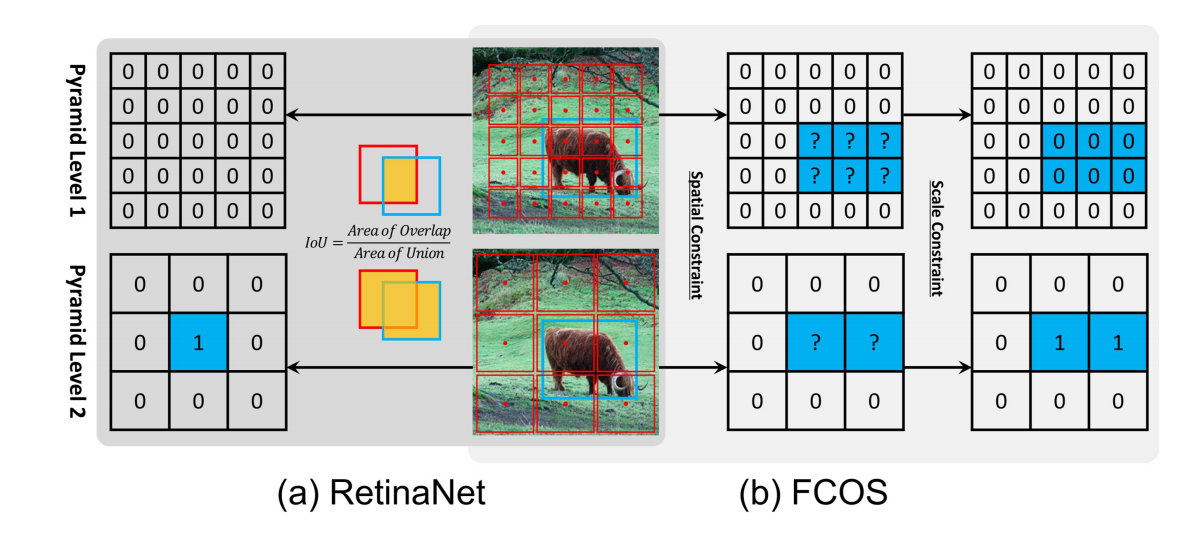 Pyramid Level 1
0 0 0 0 0
0 0 0 0 0
0 0 0 0 0
0 0 0 0 0
0 0 0 0 0
IoU = Area of Overlap
Area of Union
Spatial Constraint
0 0 0 0 0
0 0 0 0 0
0 0 ? ? ?
0 0 ? ? ?
0 0 0 0 0
Scale Constraint
0 0 0 0 0
0 0 0 0 0
0 0 0 0 0
0 0 0 0 0
0 0 0 0 0
Pyramid Level 2
0 0 0
0 1 0
0 0 0
0 0 0
0 ? ?
0 0 0
0 0 0
0 1 1
0 0 0
(a) RetinaNet
(b) FCOS